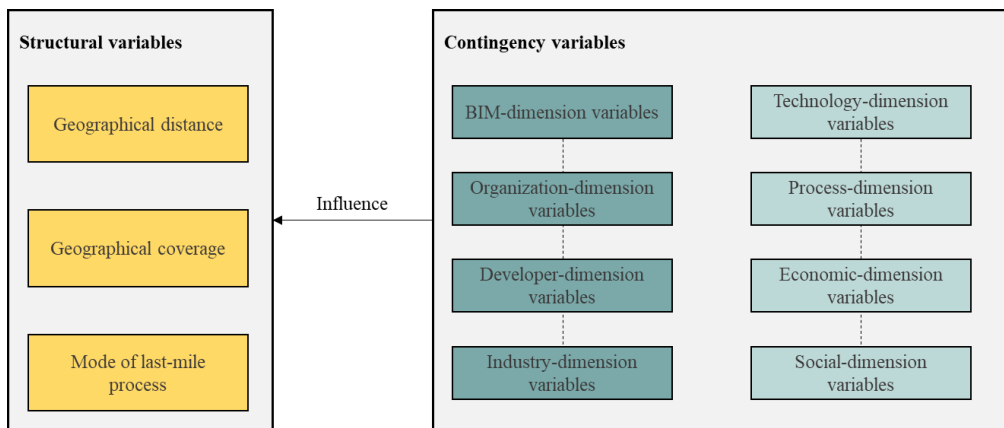 Structural variables
Geographical distance
Geographical coverage
Mode of last-mile
process
Influence
Contingency variables
BIM-dimension variables
Organization-dimension
variables
Developer-dimension
variables
Industry-dimension
variables
Technology-dimension
variables
Process-dimension
variables
Economic-dimension
variables
Social-dimension
variables